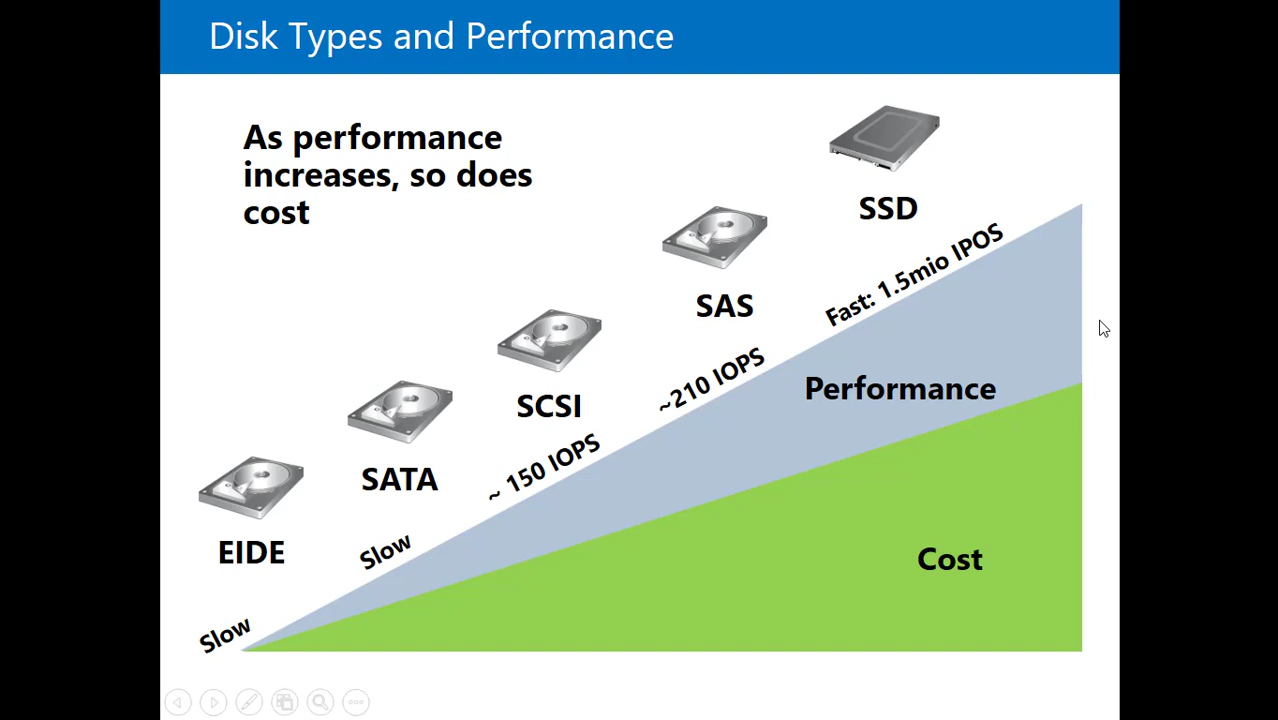 Disk Types and Performance
As performance
increases, so does
cost
SSD
SAS
SCSI
SATA
EIDE
Fast: 1.5mio IPOS
~210 IOPS
~ 150 IOPS
Slow
Slow
Performance
Cost